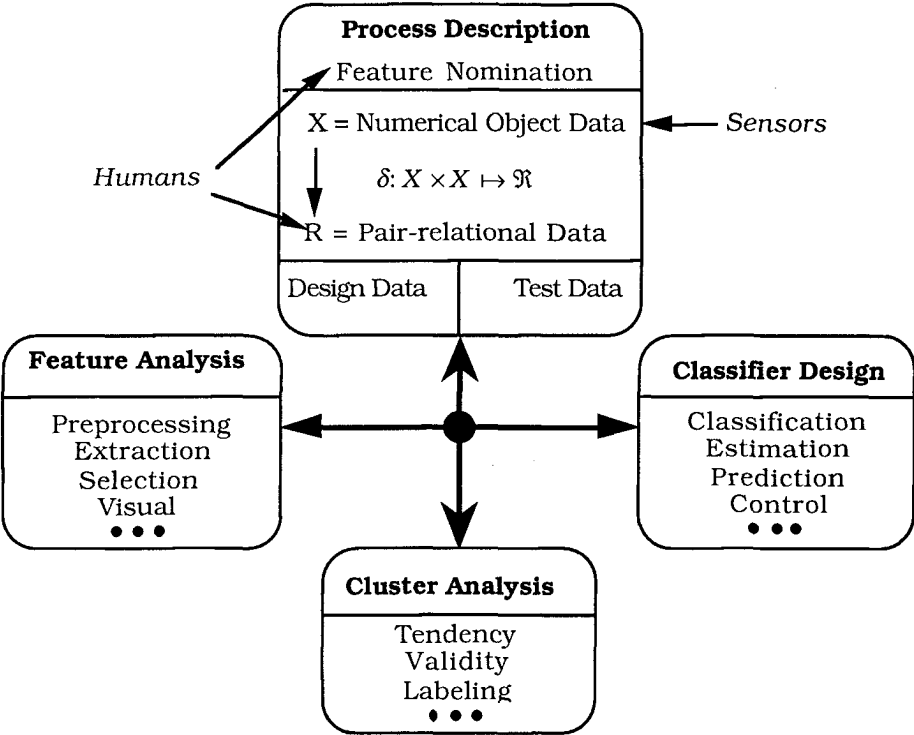 Process Description
Feature Nomination
X = Numerical Object Data
Sensors
Humans
δ: X × X ↦ ℜ
R = Pair-relational Data
Design Data
Test Data
Feature Analysis
Preprocessing
Extraction
Selection
Visual
• • •
Classifier Design
Classification
Estimation
Prediction
Control
• • •
Cluster Analysis
Tendency
Validity
Labeling
• • •